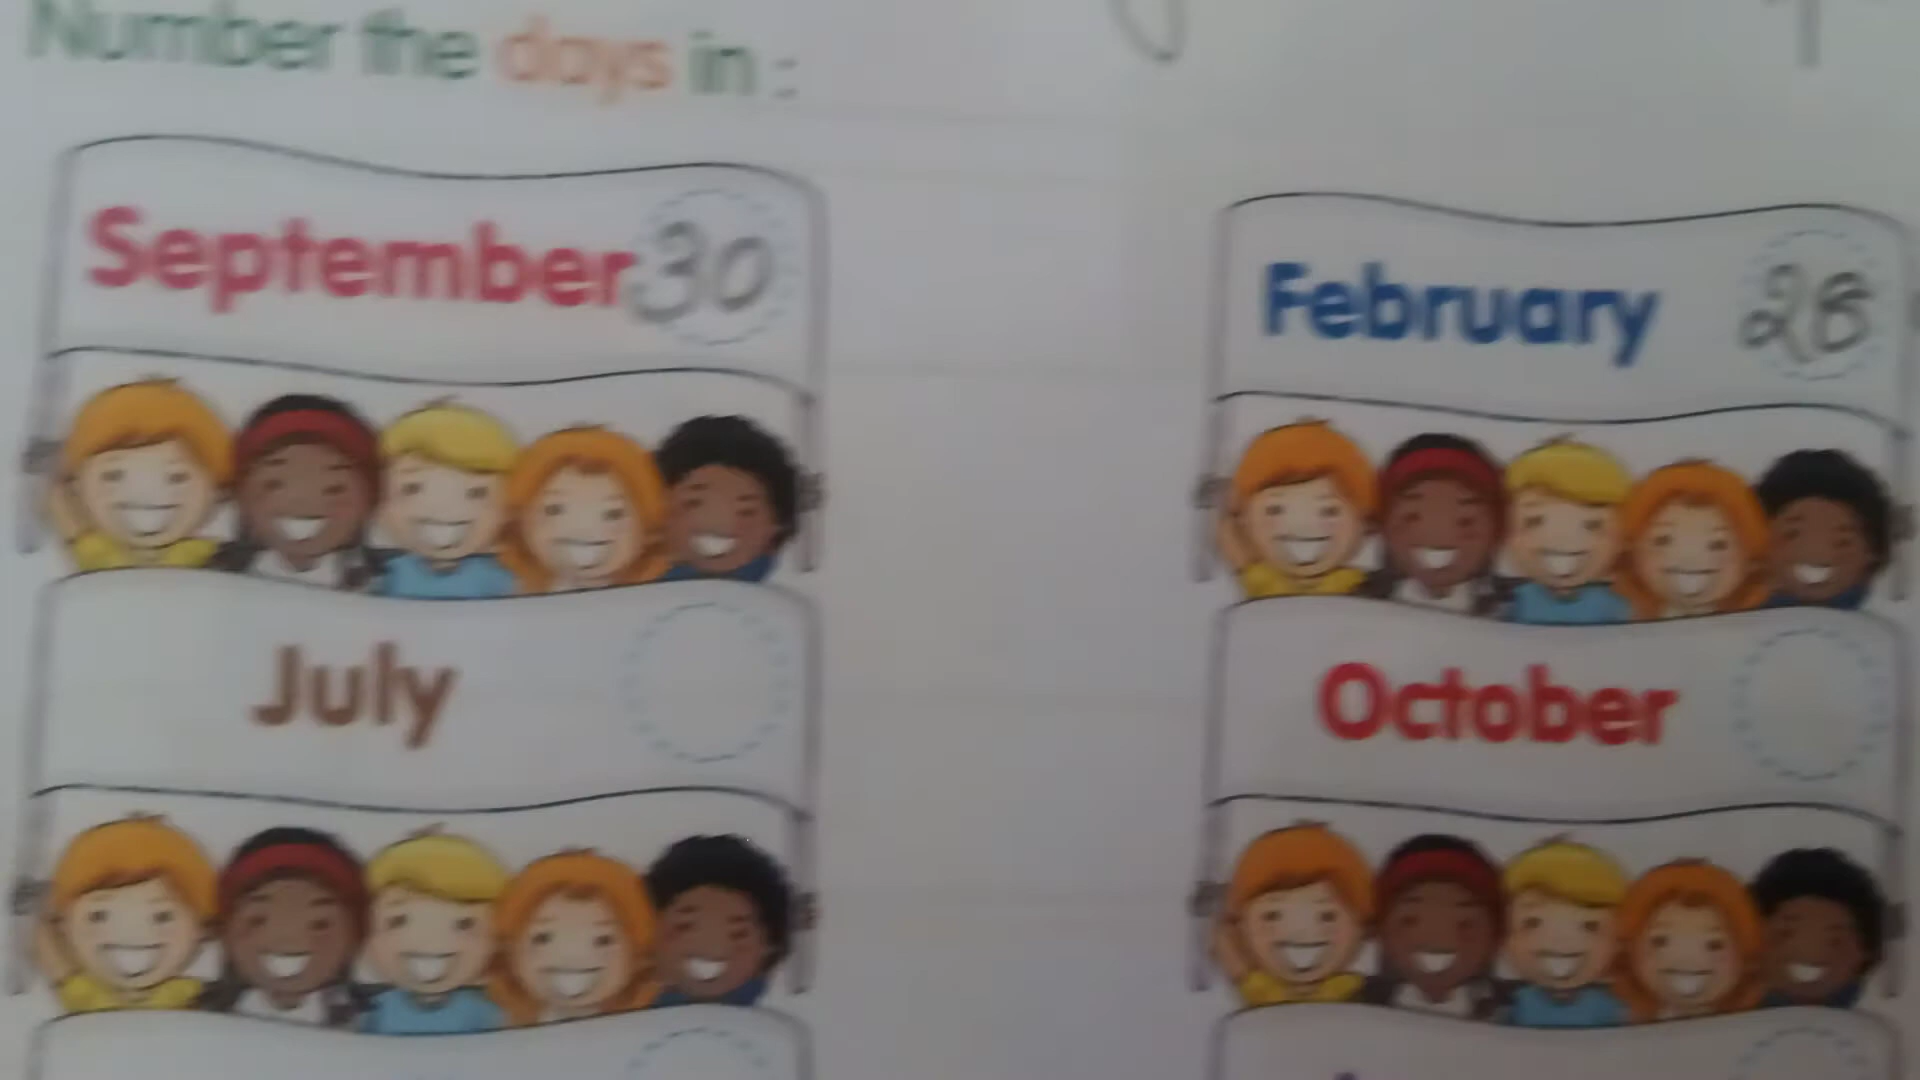 Number the days in :
September 30
February 28
July
October